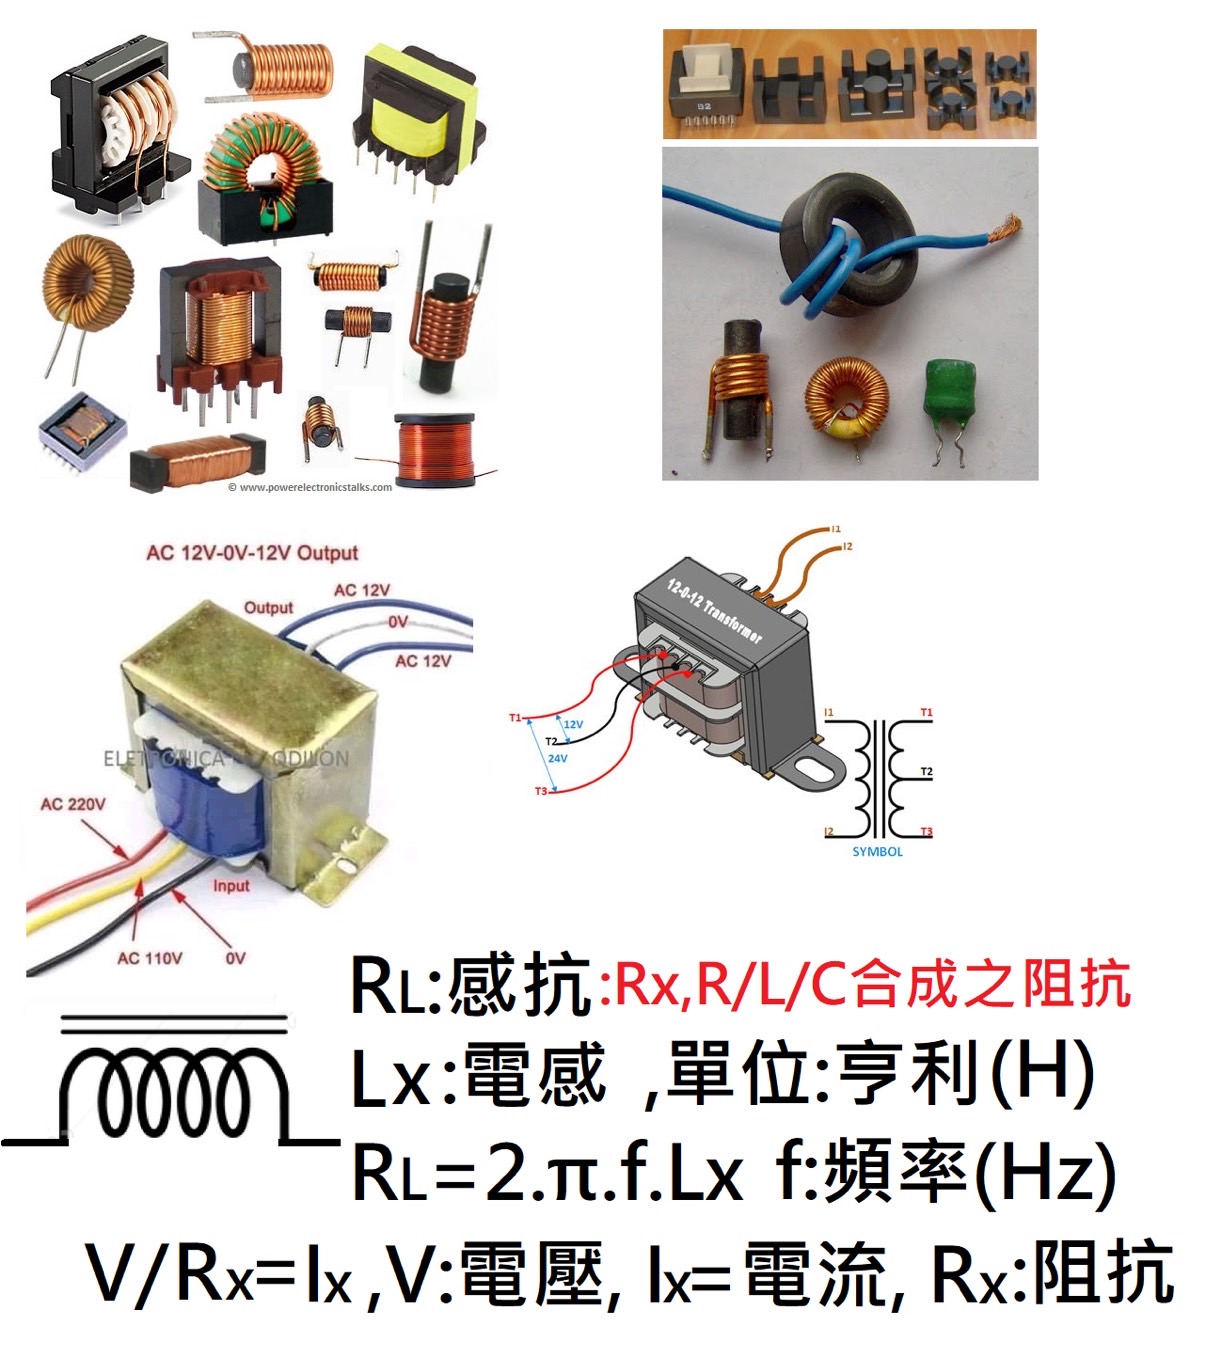 B2
© www.powerelectronicstalks.com
AC 12V-0V-12V Output
Output
AC 12V
0V
AC 12V
AC 220V
Input
AC 110V
0V
I1
I2
12-0-12 Transformer
T1
12V
T2
24V
T3
I1
T1
T2
I2
T3
SYMBOL
RL:感抗:Rx,R/L/C合成之阻抗
Lx:電感 ,單位:亨利(H)
RL=2.π.f.Lx f:頻率(Hz)
V/Rx=Ix ,V:電壓, Ix=電流, Rx:阻抗